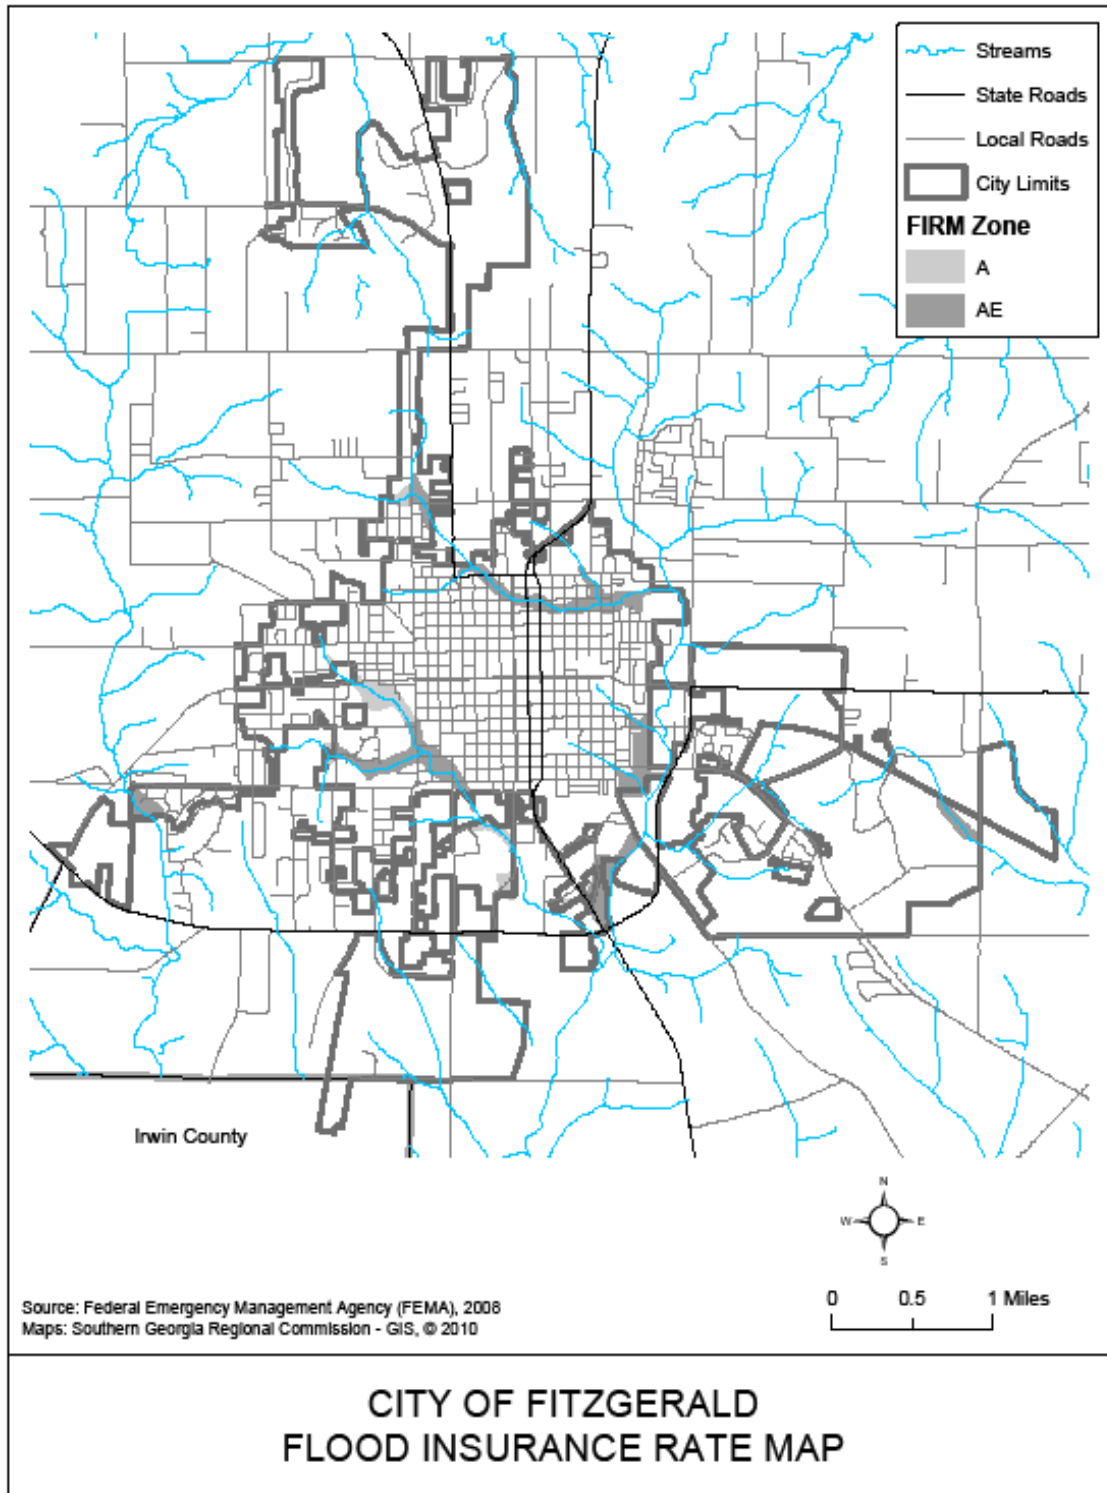 Streams
State Roads
Local Roads
City Limits
FIRM Zone
A
AE
Irwin County
N
W E
S
0 0.5 1 Miles
Source: Federal Emergency Management Agency (FEMA), 2008
Maps: Southern Georgia Regional Commission - GIS, © 2010
CITY OF FITZGERALD
FLOOD INSURANCE RATE MAP